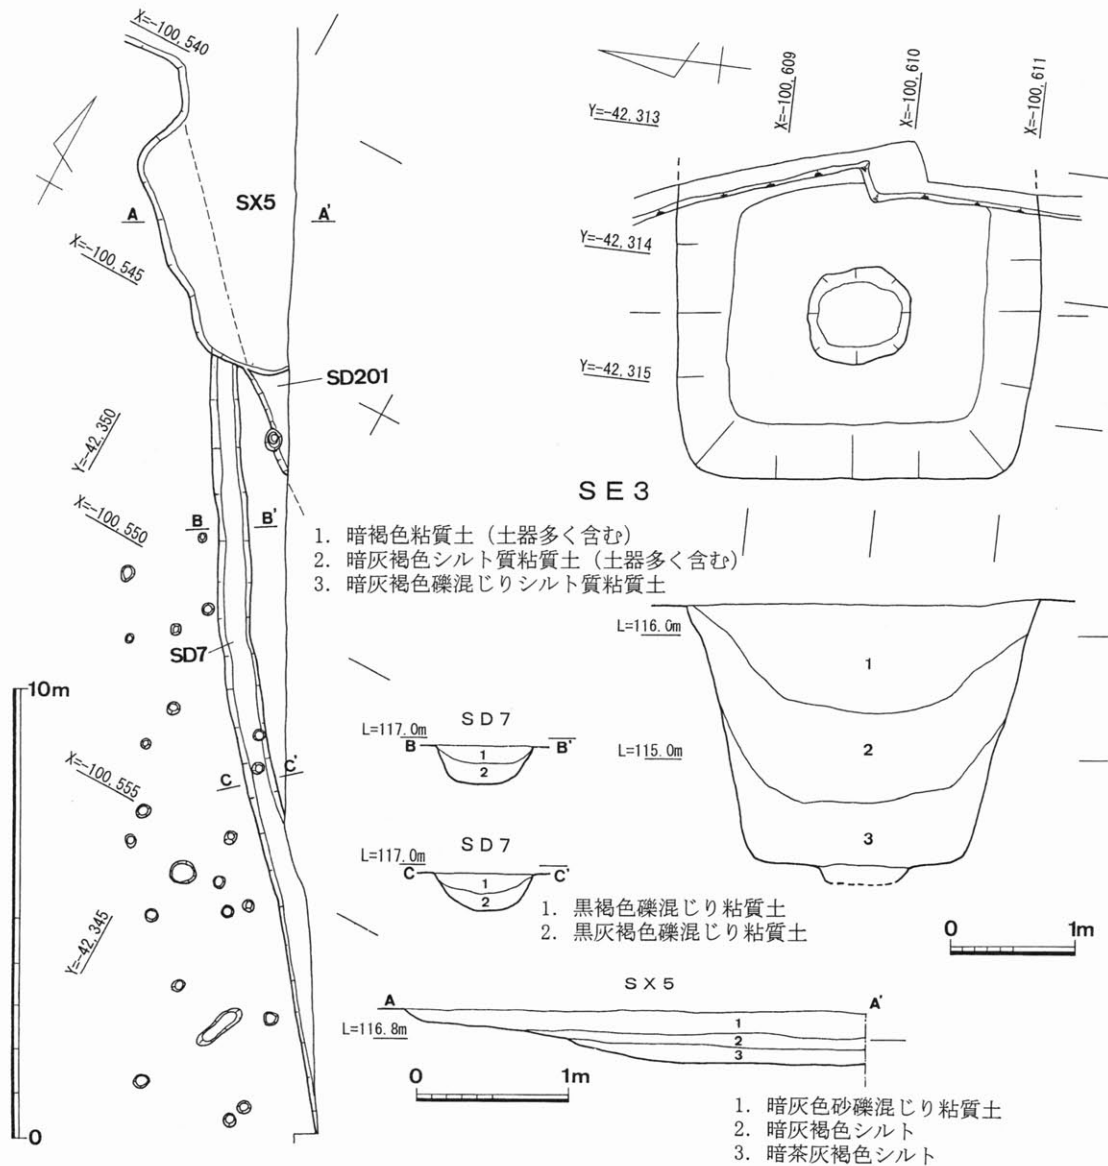 X=-100,540
SX5
A
A'
X=-100,545
SD201
Y=-42,350
X=-100,550
B
B'
SD7
10m
X=-100,555
C
C'
Y=-42,345
0
X=-100,609
X=-100,610
X=-100,611
Y=-42,313
Y=-42,314
Y=-42,315
SE3
1. 暗褐色粘質土（土器多く含む）
2. 暗灰褐色シルト質粘質土（土器多く含む）
3. 暗灰褐色礫混じりシルト質粘質土
L=116.0m
1
2
L=115.0m
3
0
1m
SD7
L=117.0m
B
B'
1
2
SD7
L=117.0m
C
C'
1
2
1. 黒褐色礫混じり粘質土
2. 黒灰褐色礫混じり粘質土
SX5
A
A'
L=116.8m
1
2
3
0
1m
1. 暗灰色砂礫混じり粘質土
2. 暗灰褐色シルト
3. 暗茶灰褐色シルト